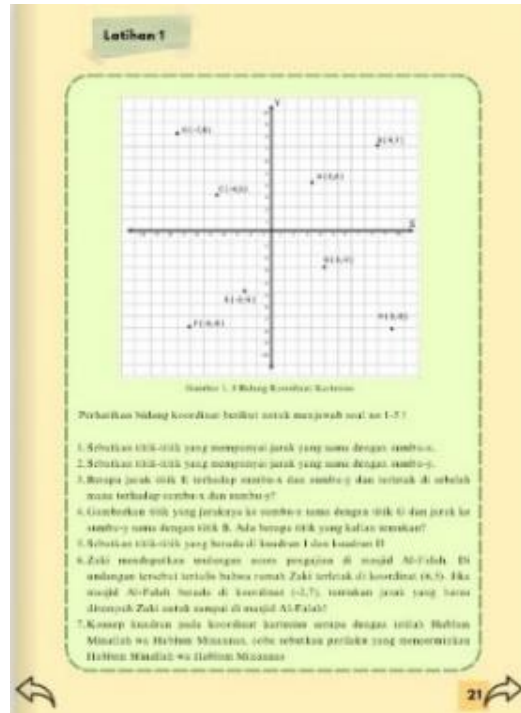 Latihan 1
Y
X
Gambar 1. 3 Bidang Koordinat Kartesius
Perhatikan bidang koordinat berikut untuk menjawab soal no 1-5 !
1. Sebutkan titik-titik yang mempunyai jarak yang sama dengan sumbu-x.
2. Sebutkan titik-titik yang mempunyai jarak yang sama dengan sumbu-y.
3. Berapa jarak titik E terhadap sumbu-x dan sumbu-y dan terletak di sebelah
mana terhadap sumbu-x dan sumbu-y?
4. Gambarkan titik yang jaraknya ke sumbu-x sama dengan titik G dan jarak ke
sumbu-y sama dengan titik B. Ada berapa titik yang kalian temukan?
5. Sebutkan titik-titik yang berada di kuadran I dan kuadran II
6. Zaki mendapatkan undangan acara pengajian di masjid Al-Falah. Di
undangan tersebut tertulis bahwa rumah Zaki terletak di koordinat (6,5). Jika
masjid Al-Falah berada di koordinat (-2,7), tentukan jarak yang harus
ditempuh Zaki untuk sampai di masjid Al-Falah!
7. Konsep kuadran pada koordinat kartesius serupa dengan istilah Hablum
Minallah wa Hablum Minannas, coba sebutkan perilaku yang mencerminkan
Hablum Minallah wa Hablum Minannas
21